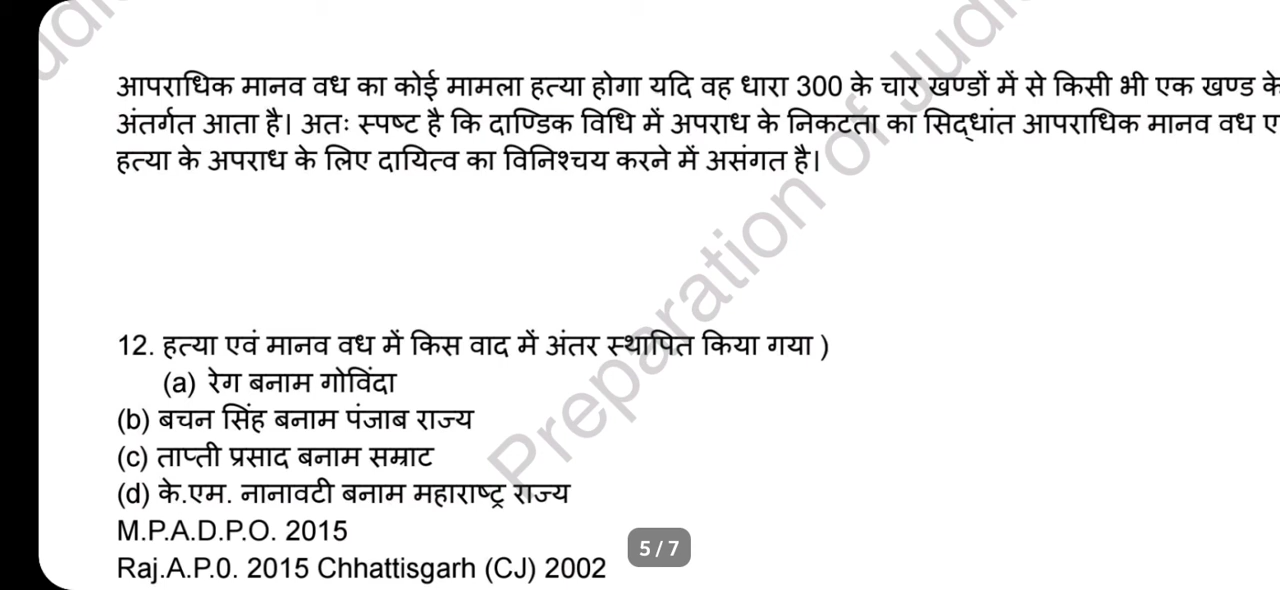 आपराधिक मानव वध का कोई मामला हत्या होगा यदि वह धारा 300 के चार खण्डों में से किसी भी एक खण्ड के
अंतर्गत आता है। अतः स्पष्ट है कि दाण्डिक विधि में अपराध के निकटता का सिद्धांत आपराधिक मानव वध ए
हत्या के अपराध के लिए दायित्व का विनिश्चय करने में असंगत है।
Preparation of Judi
12. हत्या एवं मानव वध में किस वाद में अंतर स्थापित किया गया )
(a) रेग बनाम गोविंदा
(b) बचन सिंह बनाम पंजाब राज्य
(c) ताप्ती प्रसाद बनाम सम्राट
(d) के.एम. नानावटी बनाम महाराष्ट्र राज्य
M.P.A.D.P.O. 2015
5 / 7
Raj.A.P.0. 2015 Chhattisgarh (CJ) 2002